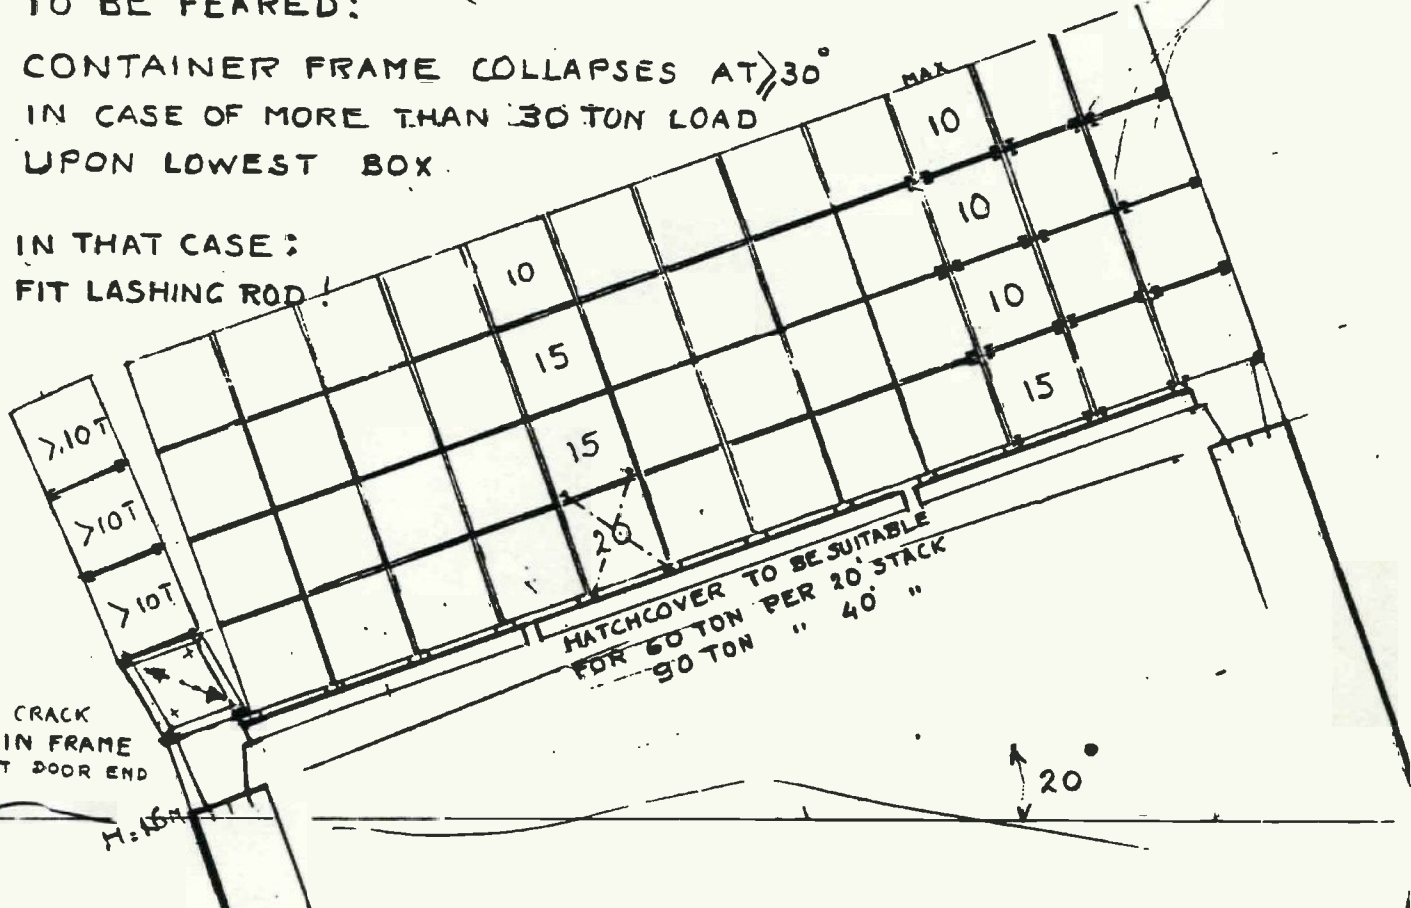 TO BE FEARED:
CONTAINER FRAME COLLAPSES AT ⩾30°
IN CASE OF MORE THAN 30 TON LOAD
UPON LOWEST BOX
IN THAT CASE:
FIT LASHING ROD!
MAX
10
10
10
15
10
15
15
20
>10T
>10T
>10T
HATCHCOVER TO BE SUITABLE
FOR 60 TON PER 20' STACK
90 TON " 40' "
CRACK
IN FRAME
T DOOR END
20°